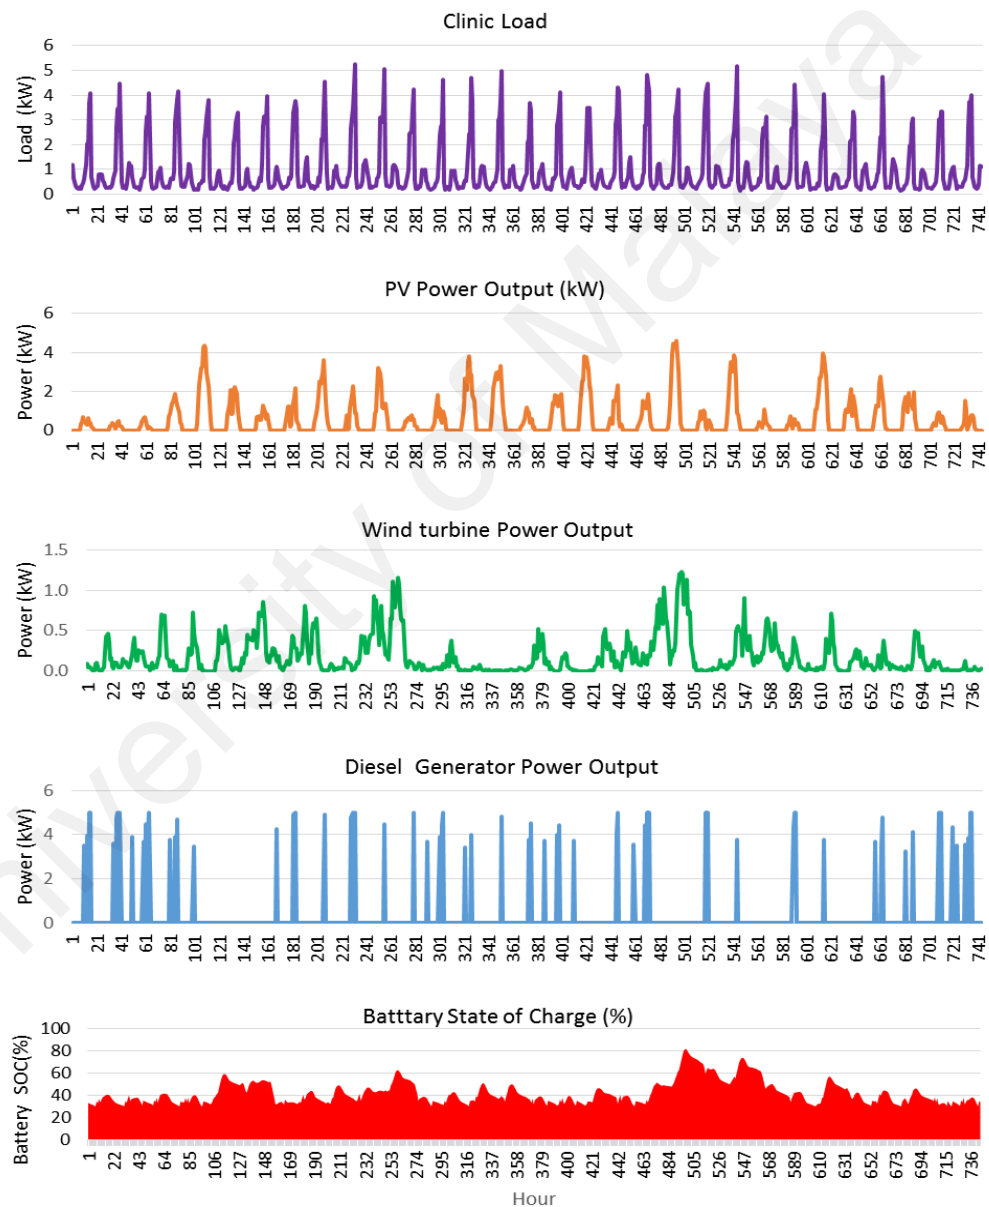 Clinic Load
Load (kW)
6
5
4
3
2
1
0
1 21 41 61 81 101 121 141 161 181 201 221 241 261 281 301 321 341 361 381 401 421 441 461 481 501 521 541 561 581 601 621 641 661 681 701 721 741
PV Power Output (kW)
Power (kW)
6
4
2
0
1 21 41 61 81 101 121 141 161 181 201 221 241 261 281 301 321 341 361 381 401 421 441 461 481 501 521 541 561 581 601 621 641 661 681 701 721 741
Wind turbine Power Output
Power (kW)
1.5
1.0
0.5
0.0
1 22 43 64 85 106 127 148 169 190 211 232 253 274 295 316 337 358 379 400 421 442 463 484 505 526 547 568 589 610 631 652 673 694 715 736
Diesel Generator Power Output
Power (kW)
6
4
2
0
1 21 41 61 81 101 121 141 161 181 201 221 241 261 281 301 321 341 361 381 401 421 441 461 481 501 521 541 561 581 601 621 641 661 681 701 721 741
Batttary State of Charge (%)
Battery SOC(%)
100
80
60
40
20
0
1 22 43 64 85 106 127 148 169 190 211 232 253 274 295 316 337 358 379 400 421 442 463 484 505 526 547 568 589 610 631 652 673 694 715 736
Hour
University of Malaya